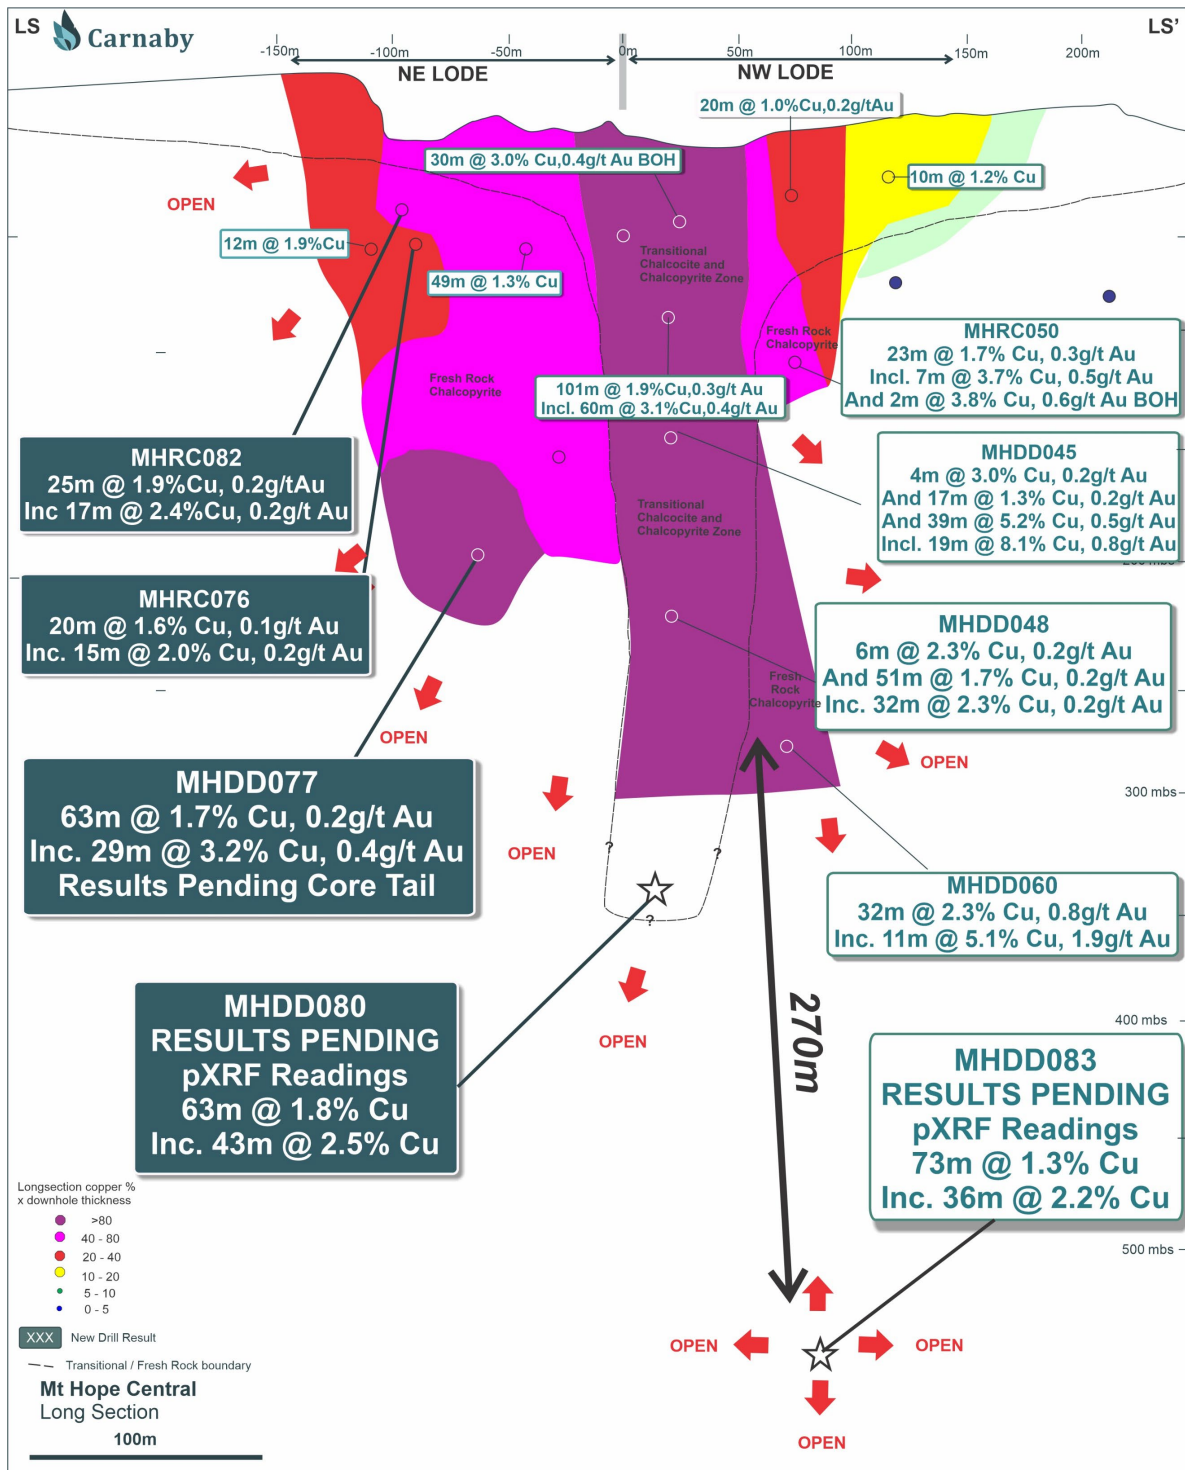 LS
Carnaby
LS'
-150m
-100m
-50m
0m
50m
100m
150m
200m
NE LODE
NW LODE
20m @ 1.0%Cu,0.2g/tAu
30m @ 3.0% Cu,0.4g/t Au BOH
10m @ 1.2% Cu
OPEN
12m @ 1.9%Cu
49m @ 1.3% Cu
Transitional
Chalcocite and
Chalcopyrite Zone
Fresh Rock
Chalcopyrite
MHRC050
23m @ 1.7% Cu, 0.3g/t Au
Incl. 7m @ 3.7% Cu, 0.5g/t Au
And 2m @ 3.8% Cu, 0.6g/t Au BOH
Fresh Rock
Chalcopyrite
101m @ 1.9%Cu,0.3g/t Au
Incl. 60m @ 3.1%Cu,0.4g/t Au
MHRC082
25m @ 1.9%Cu, 0.2g/tAu
Inc 17m @ 2.4%Cu, 0.2g/t Au
MHDD045
4m @ 3.0% Cu, 0.2g/t Au
And 17m @ 1.3% Cu, 0.2g/t Au
And 39m @ 5.2% Cu, 0.5g/t Au
Incl. 19m @ 8.1% Cu, 0.8g/t Au
Transitional
Chalcocite and
Chalcopyrite Zone
MHRC076
20m @ 1.6% Cu, 0.1g/t Au
Inc. 15m @ 2.0% Cu, 0.2g/t Au
MHDD048
6m @ 2.3% Cu, 0.2g/t Au
And 51m @ 1.7% Cu, 0.2g/t Au
Inc. 32m @ 2.3% Cu, 0.2g/t Au
Fresh
Rock
Chalcopyrite
OPEN
OPEN
MHDD077
63m @ 1.7% Cu, 0.2g/t Au
Inc. 29m @ 3.2% Cu, 0.4g/t Au
Results Pending Core Tail
300 mbs
OPEN
?
?
?
MHDD060
32m @ 2.3% Cu, 0.8g/t Au
Inc. 11m @ 5.1% Cu, 1.9g/t Au
MHDD080
RESULTS PENDING
pXRF Readings
63m @ 1.8% Cu
Inc. 43m @ 2.5% Cu
OPEN
270m
400 mbs
MHDD083
RESULTS PENDING
pXRF Readings
73m @ 1.3% Cu
Inc. 36m @ 2.2% Cu
500 mbs
OPEN
OPEN
OPEN
Longsection copper %
x downhole thickness
>80
40 - 80
20 - 40
10 - 20
5 - 10
0 - 5
XXX New Drill Result
Transitional / Fresh Rock boundary
Mt Hope Central
Long Section
100m